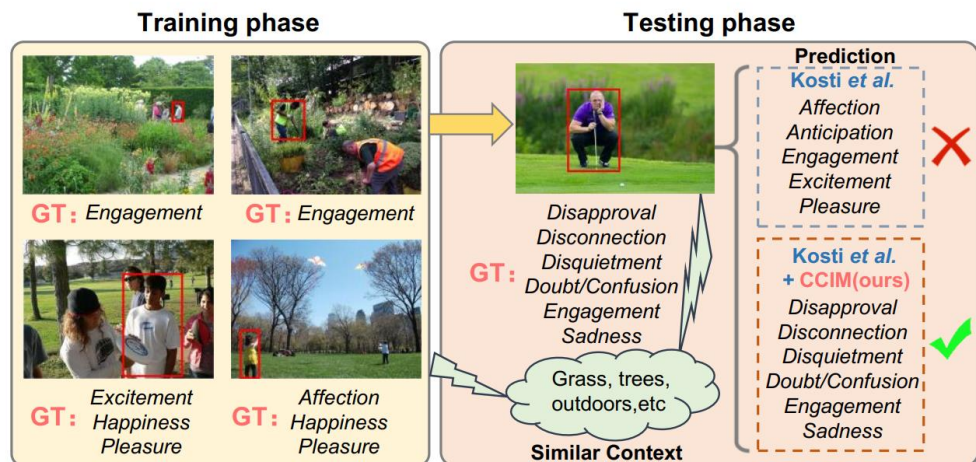 Training phase
GT: Engagement
GT: Engagement
GT:
Excitement
Happiness
Pleasure
GT:
Affection
Happiness
Pleasure
Testing phase
GT:
Disapproval
Disconnection
Disquietment
Doubt/Confusion
Engagement
Sadness
Grass, trees,
outdoors,etc
Similar Context
Prediction
Kosti et al.
Affection
Anticipation
Engagement
Excitement
Pleasure
Kosti et al.
+ CCIM(ours)
Disapproval
Disconnection
Disquietment
Doubt/Confusion
Engagement
Sadness